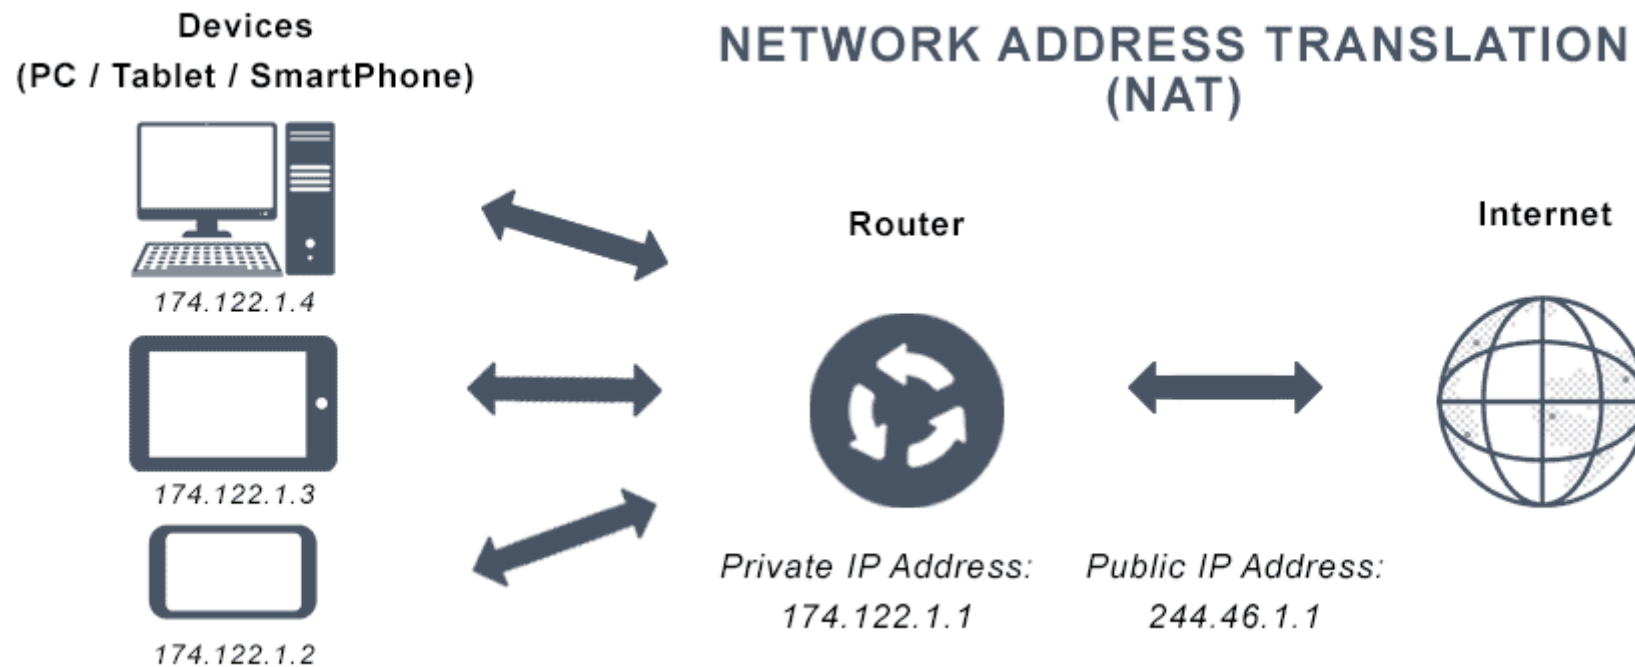 Devices
(PC / Tablet / SmartPhone)
NETWORK ADDRESS TRANSLATION
(NAT)
174.122.1.4
174.122.1.3
174.122.1.2
Router
Internet
Private IP Address:
174.122.1.1
Public IP Address:
244.46.1.1